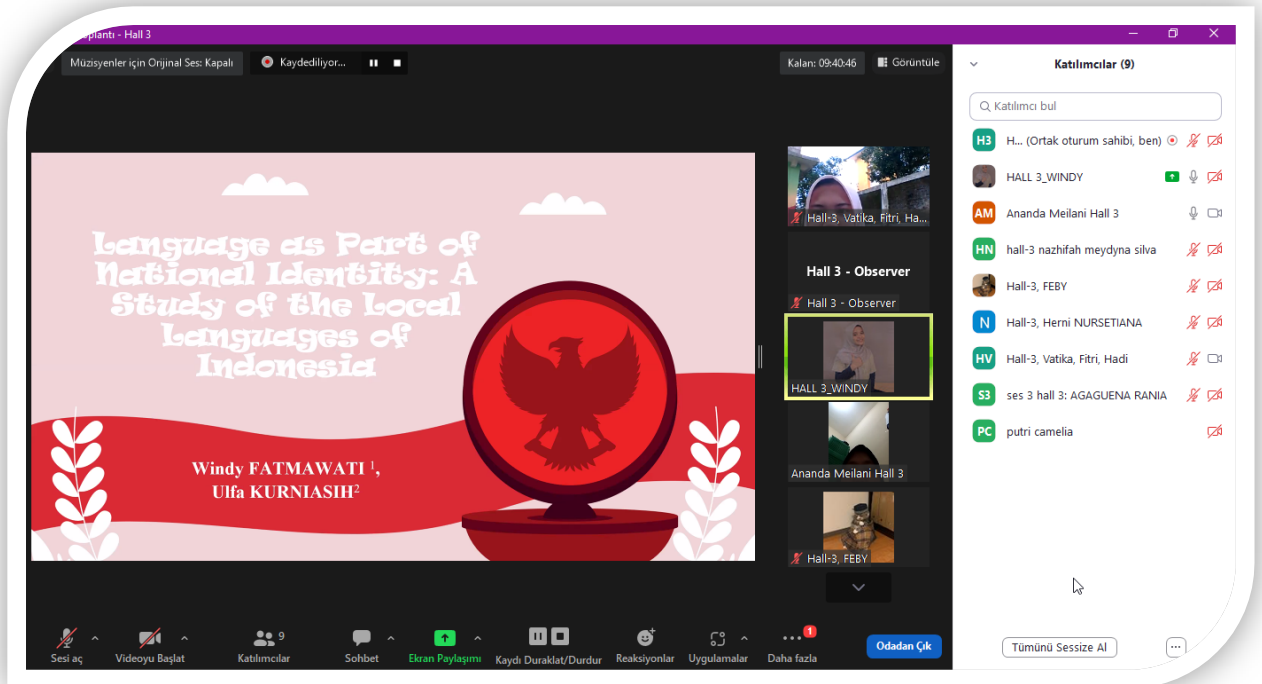 plantı - Hall 3
Müzisyenler için Orijinal Ses: Kapalı
Kaydediliyor...
Kalan: 09:40:46
Görüntüle
Language as Part of
National Identity: A
Study of the Local
Languages of
Indonesia
Windy FATMAWATI 1,
Ulfa KURNIASIH2
Hall-3, Vatika, Fitri, Ha...
Hall 3 - Observer
Hall 3 - Observer
HALL 3_WINDY
Ananda Meilani Hall 3
Hall-3, FEBY
Katılımcılar (9)
Katılımcı bul
H3 H... (Ortak oturum sahibi, ben)
HALL 3_WINDY
AM Ananda Meilani Hall 3
HN hall-3 nazhifah meydyna silva
Hall-3, FEBY
N Hall-3, Herni NURSETIANA
HV Hall-3, Vatika, Fitri, Hadi
S3 ses 3 hall 3: AGAGUENA RANIA
PC putri camelia
Tümünü Sessize Al
Sesi aç
Videoyu Başlat
9
Katılımcılar
Sohbet
Ekran Paylaşımı
Kaydı Duraklat/Durdur
Reaksiyonlar
Uygulamalar
1
Daha fazla
Odadan Çık